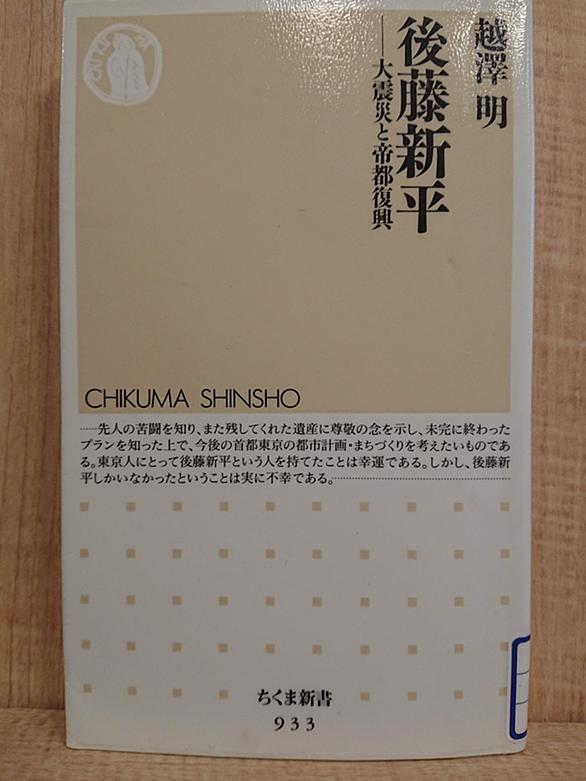 越澤 明
後藤新平
――大震災と帝都復興
CHIKUMA SHINSHO
……先人の苦闘を知り、また残してくれた遺産に尊敬の念を示し、未完に終わった
プランを知った上で、今後の首都東京の都市計画・まちづくりを考えたいものであ
る。東京人にとって後藤新平という人を持てたことは幸運である。しかし、後藤新
平しかいなかったということは実に不幸である。……………………
ちくま新書
933